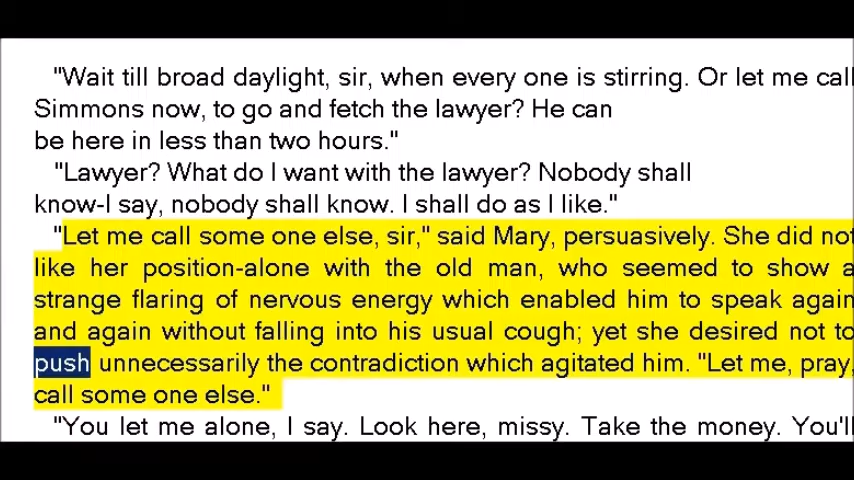 "Wait till broad daylight, sir, when every one is stirring. Or let me call
Simmons now, to go and fetch the lawyer? He can
be here in less than two hours."
"Lawyer? What do I want with the lawyer? Nobody shall
know-I say, nobody shall know. I shall do as I like."
"Let me call some one else, sir," said Mary, persuasively. She did not
like her position-alone with the old man, who seemed to show a
strange flaring of nervous energy which enabled him to speak again
and again without falling into his usual cough; yet she desired not to
push unnecessarily the contradiction which agitated him. "Let me, pray,
call some one else."
"You let me alone, I say. Look here, missy. Take the money. You'll